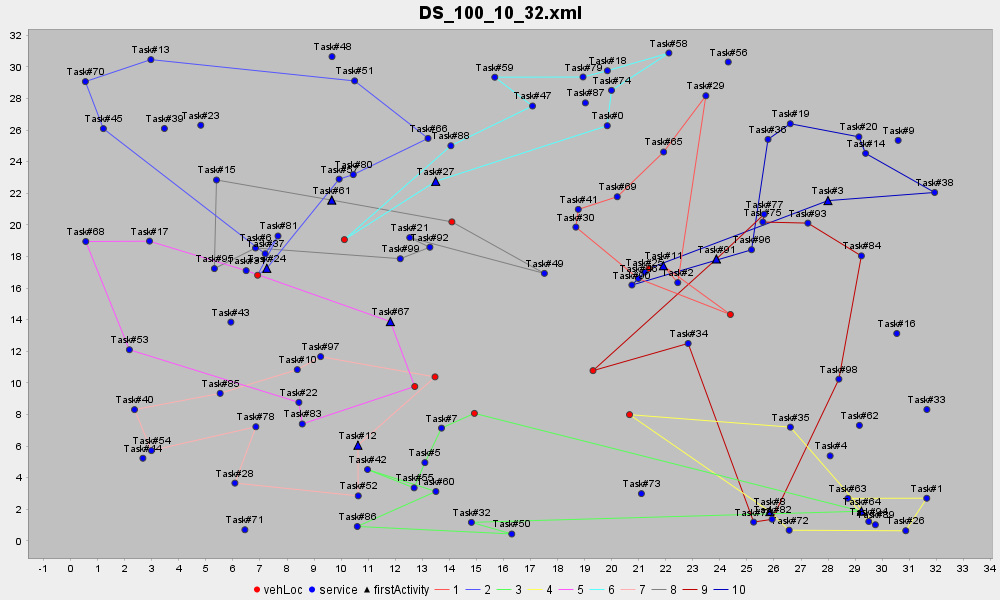 DS_100_10_32.xml
32
30
28
26
24
22
20
18
16
14
12
10
8
6
4
2
0
Task#13
Task#48
Task#58
Task#56
Task#70
Task#51
Task#59
Task#79
Task#18
Task#74
Task#29
Task#87
Task#47
Task#45
Task#39
Task#23
Task#66
Task#88
Task#0
Task#19
Task#36
Task#20
Task#9
Task#14
Task#65
Task#15
Task#80
Task#27
Task#61
Task#69
Task#3
Task#38
Task#41
Task#30
Task#77
Task#75
Task#93
Task#68
Task#17
Task#81
Task#21
Task#92
Task#99
Task#37
Task#24
Task#95
Task#49
Task#96
Task#91
Task#11
Task#2
Task#84
Task#43
Task#67
Task#16
Task#53
Task#97
Task#34
Task#10
Task#98
Task#85
Task#22
Task#40
Task#83
Task#78
Task#7
Task#35
Task#62
Task#33
Task#54
Task#12
Task#4
Task#42
Task#5
Task#28
Task#52
Task#55
Task#60
Task#73
Task#63
Task#1
Task#64
Task#8
Task#82
Task#71
Task#86
Task#32
Task#50
Task#72
Task#26
-1 0 1 2 3 4 5 6 7 8 9 10 11 12 13 14 15 16 17 18 19 20 21 22 23 24 25 26 27 28 29 30 31 32 33 34
vehLoc service firstActivity 1 2 3 4 5 6 7 8 9 10